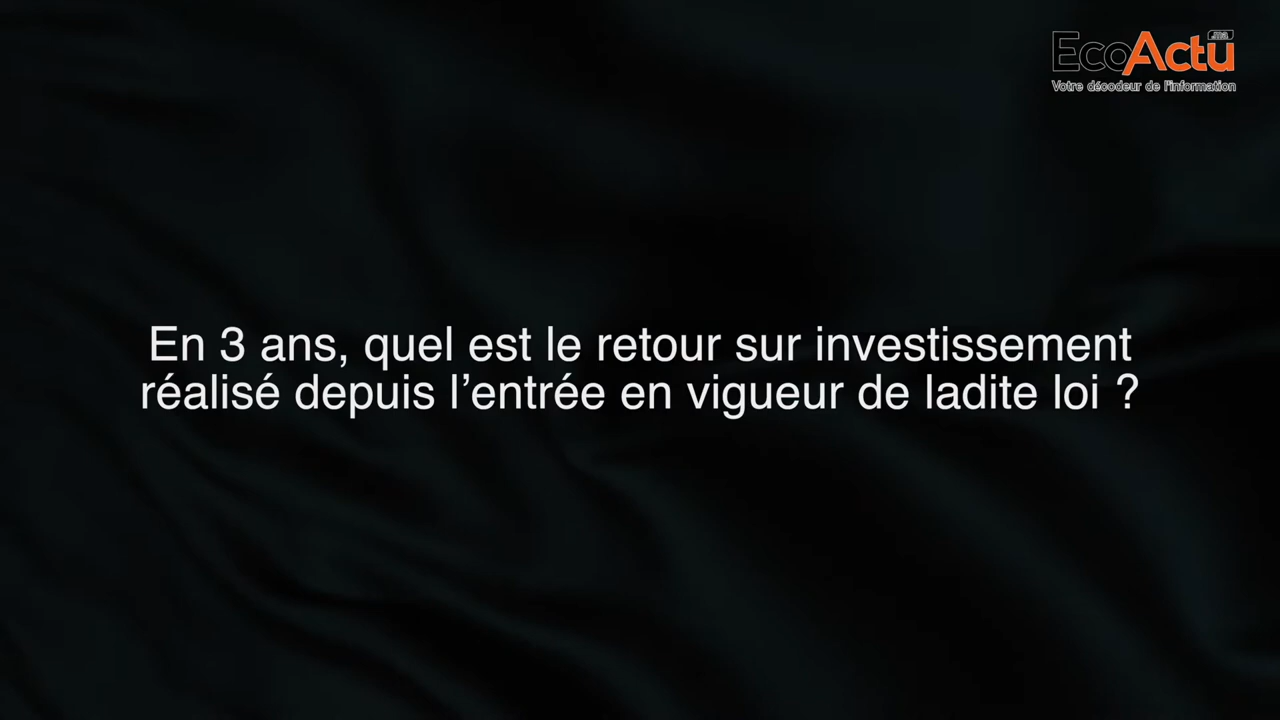 EcoActu
.ma
Votre décodeur de l'information
En 3 ans, quel est le retour sur investissement
réalisé depuis l’entrée en vigueur de ladite loi ?